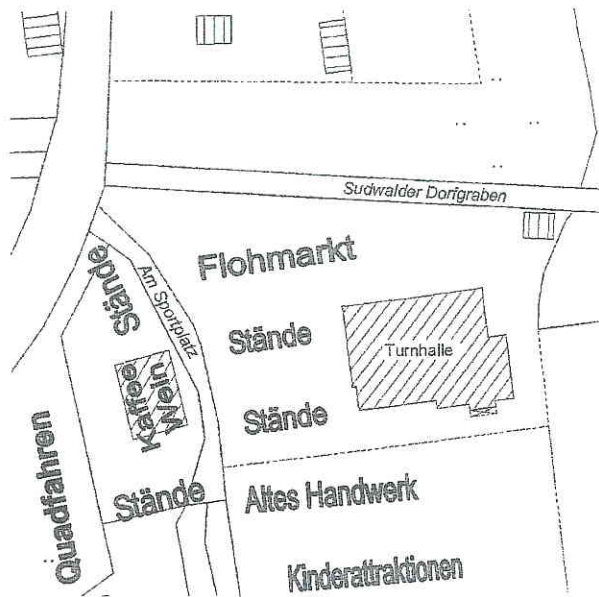 Sudwalder Dorfgraben
Flohmarkt
Stände
Am Sportplatz
Stände
Turnhalle
Kaffee
Wein
Stände
Quadfahren
Stände
Altes Handwerk
Kinderattraktionen